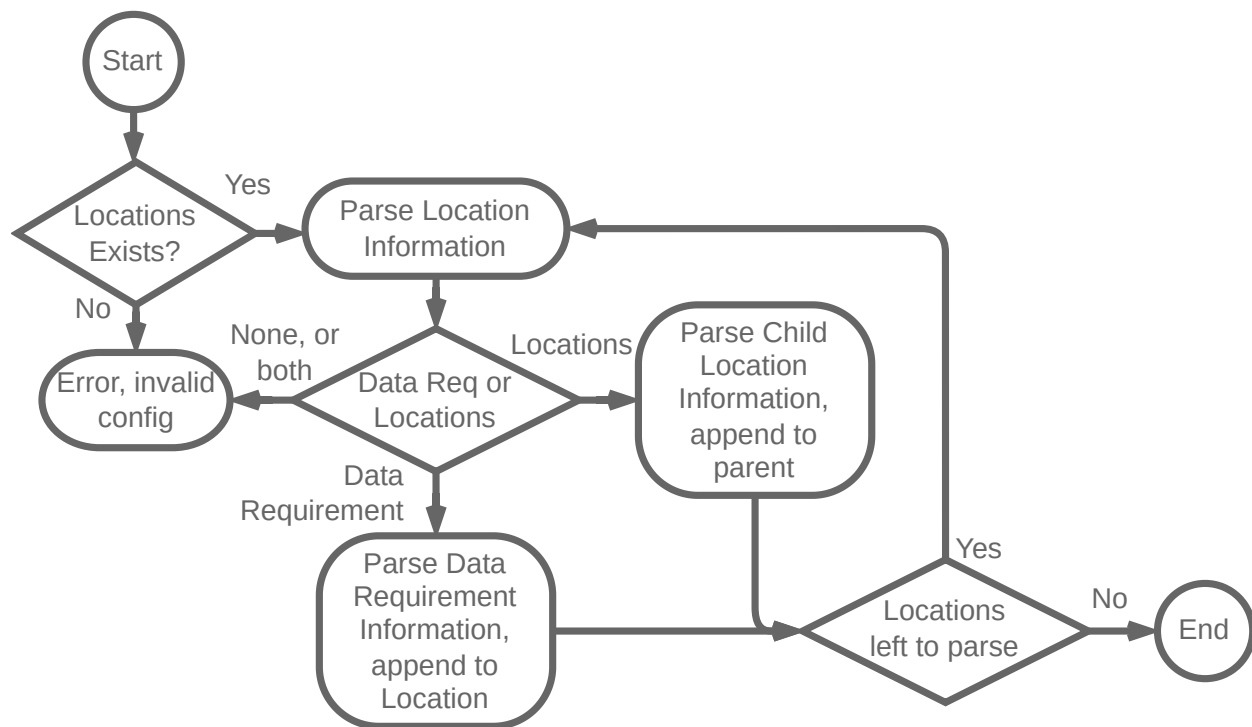 Start
Yes
Locations
Exists?
Parse Location
Information
No
None, or
both
Locations
Parse Child
Location
Information,
append to
parent
Error, invalid
config
Data Req or
Locations
Data
Requirement
Yes
Parse Data
Requirement
Information,
append to
Location
Locations
left to parse
No
End